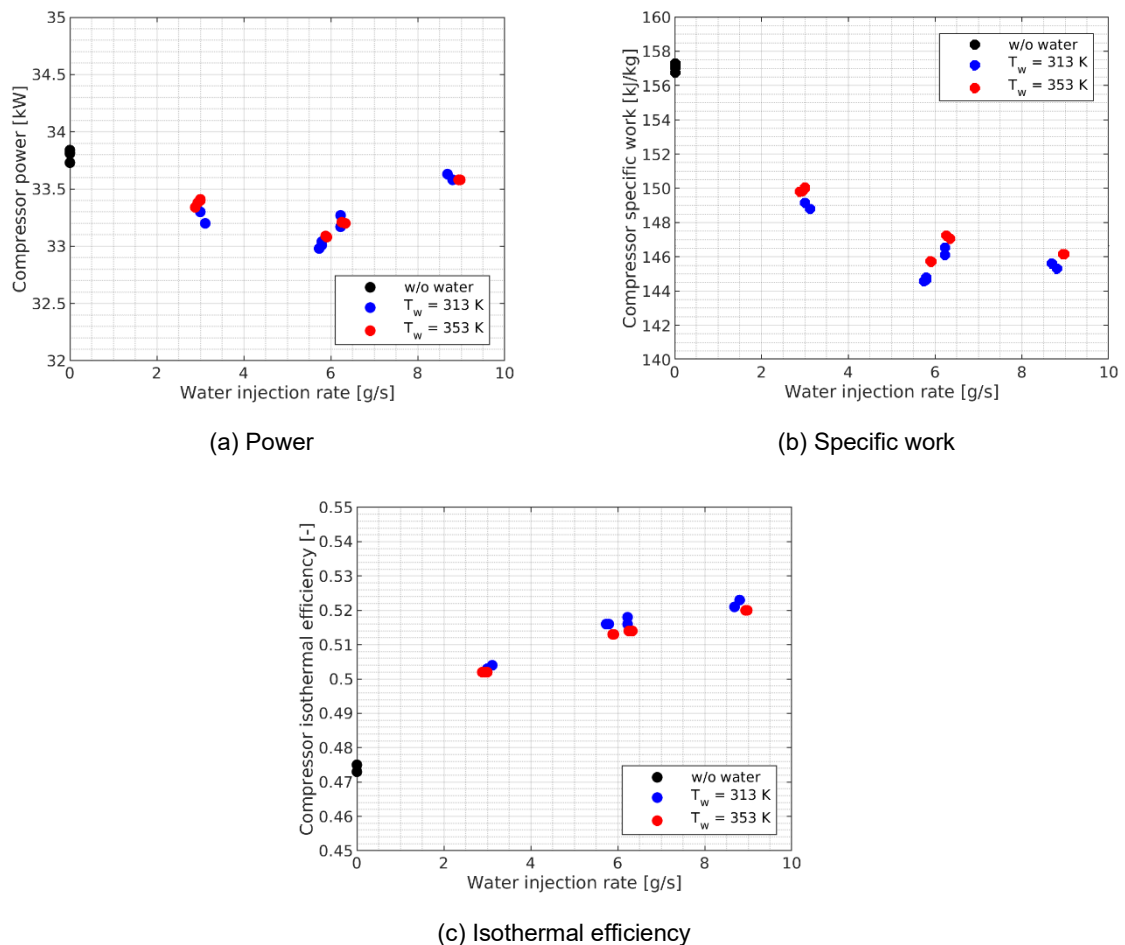 35
34.5
34
33.5
33
32.5
32
Compressor power [kW]
0 2 4 6 8 10
Water injection rate [g/s]
w/o water
T_w = 313 K
T_w = 353 K
(a) Power
160
158
156
154
152
150
148
146
144
142
140
Compressor specific work [kJ/kg]
0 2 4 6 8 10
Water injection rate [g/s]
w/o water
T_w = 313 K
T_w = 353 K
(b) Specific work
0.55
0.54
0.53
0.52
0.51
0.5
0.49
0.48
0.47
0.46
0.45
Compressor isothermal efficiency [-]
0 2 4 6 8 10
Water injection rate [g/s]
w/o water
T_w = 313 K
T_w = 353 K
(c) Isothermal efficiency